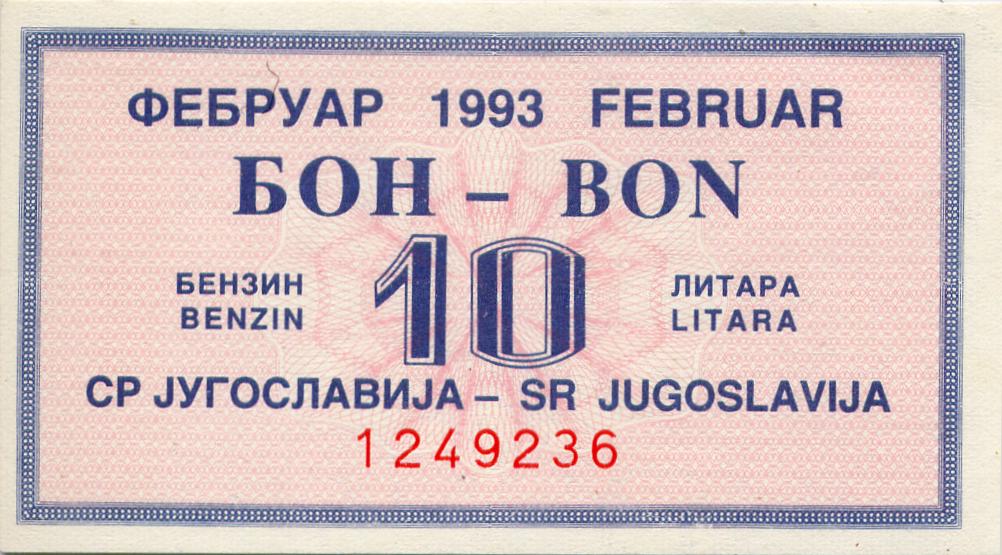 ФЕБРУАР 1993 FEBRUAR
БОН – BON
10
БЕНЗИН
BENZIN
ЛИТАРА
LITARA
СР ЈУГОСЛАВИЈА – SR JUGOSLAVIJA
1249236